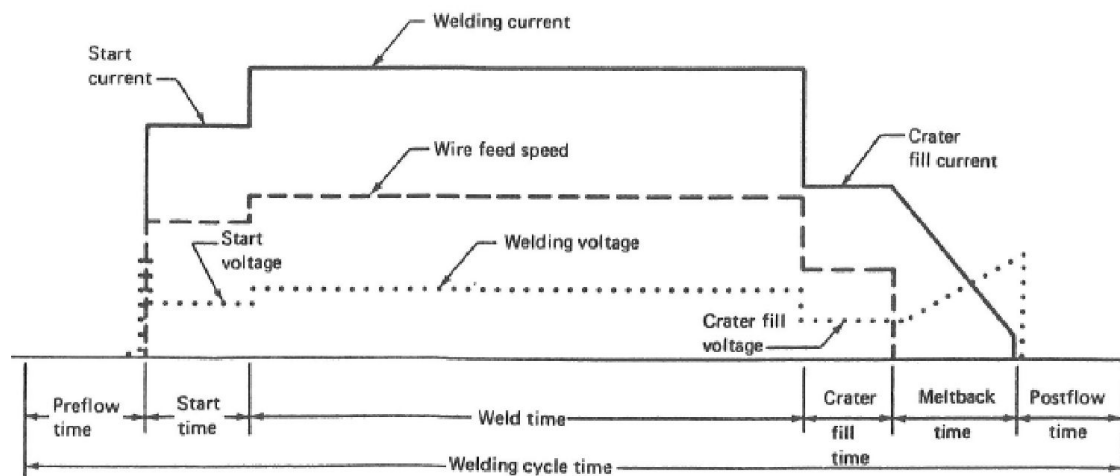 Welding current
Start
current
Wire feed speed
Crater
fill current
Start
voltage
Welding voltage
Crater fill
voltage
Preflow
time
Start
time
Weld time
Crater
fill
time
Meltback
time
Postflow
time
Welding cycle time